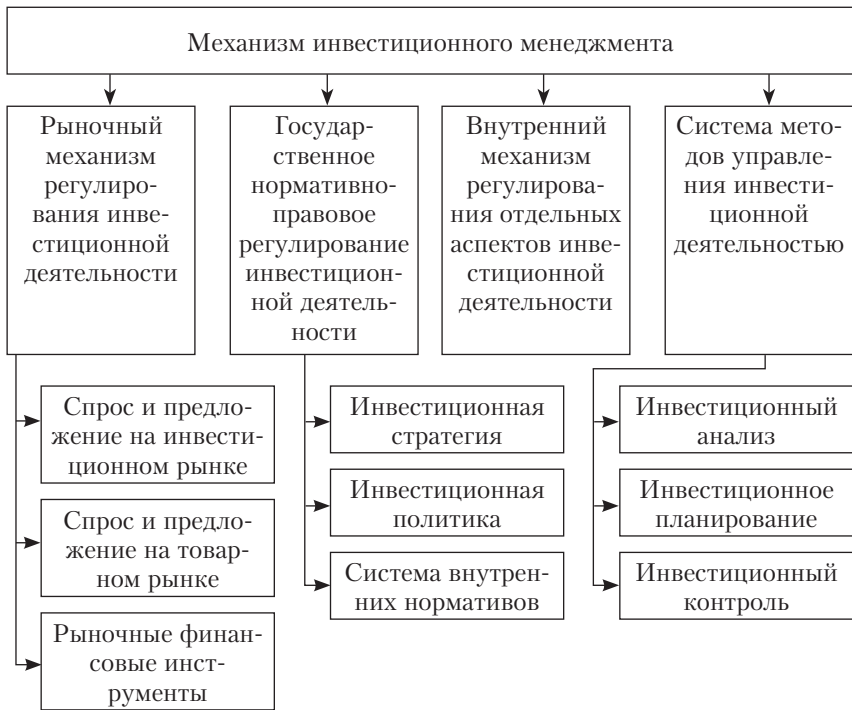 Механизм инвестиционного менеджмента
Рыночный
механизм
регулиро-
вания инве-
стиционной
деятельности
Государ-
ственное
нормативно-
правовое
регулирование
инвестицион-
ной деятель-
ности
Внутренний
механизм
регулирова-
ния отдельных
аспектов инве-
стиционной
деятельности
Система мето-
дов управле-
ния инвести-
ционной
деятельностью
Спрос и предло-
жение на инвести-
ционном рынке
Спрос и предло-
жение на товар-
ном рынке
Рыночные финан-
совые инст-
рументы
Инвестиционная
стратегия
Инвестиционная
политика
Система внутрен-
них нормативов
Инвестиционный
анализ
Инвестиционное
планирование
Инвестиционный
контроль